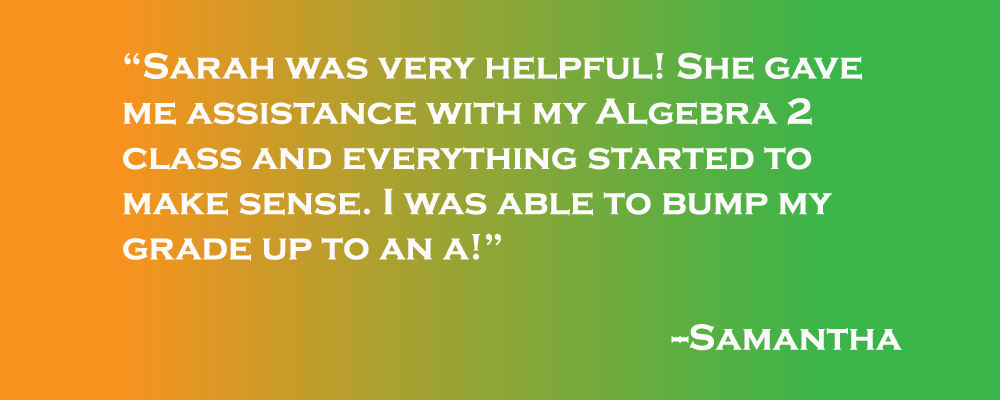 “Sarah was very helpful! She gave
me assistance with my Algebra 2
class and everything started to
make sense. I was able to bump my
grade up to an a!”
--Samantha